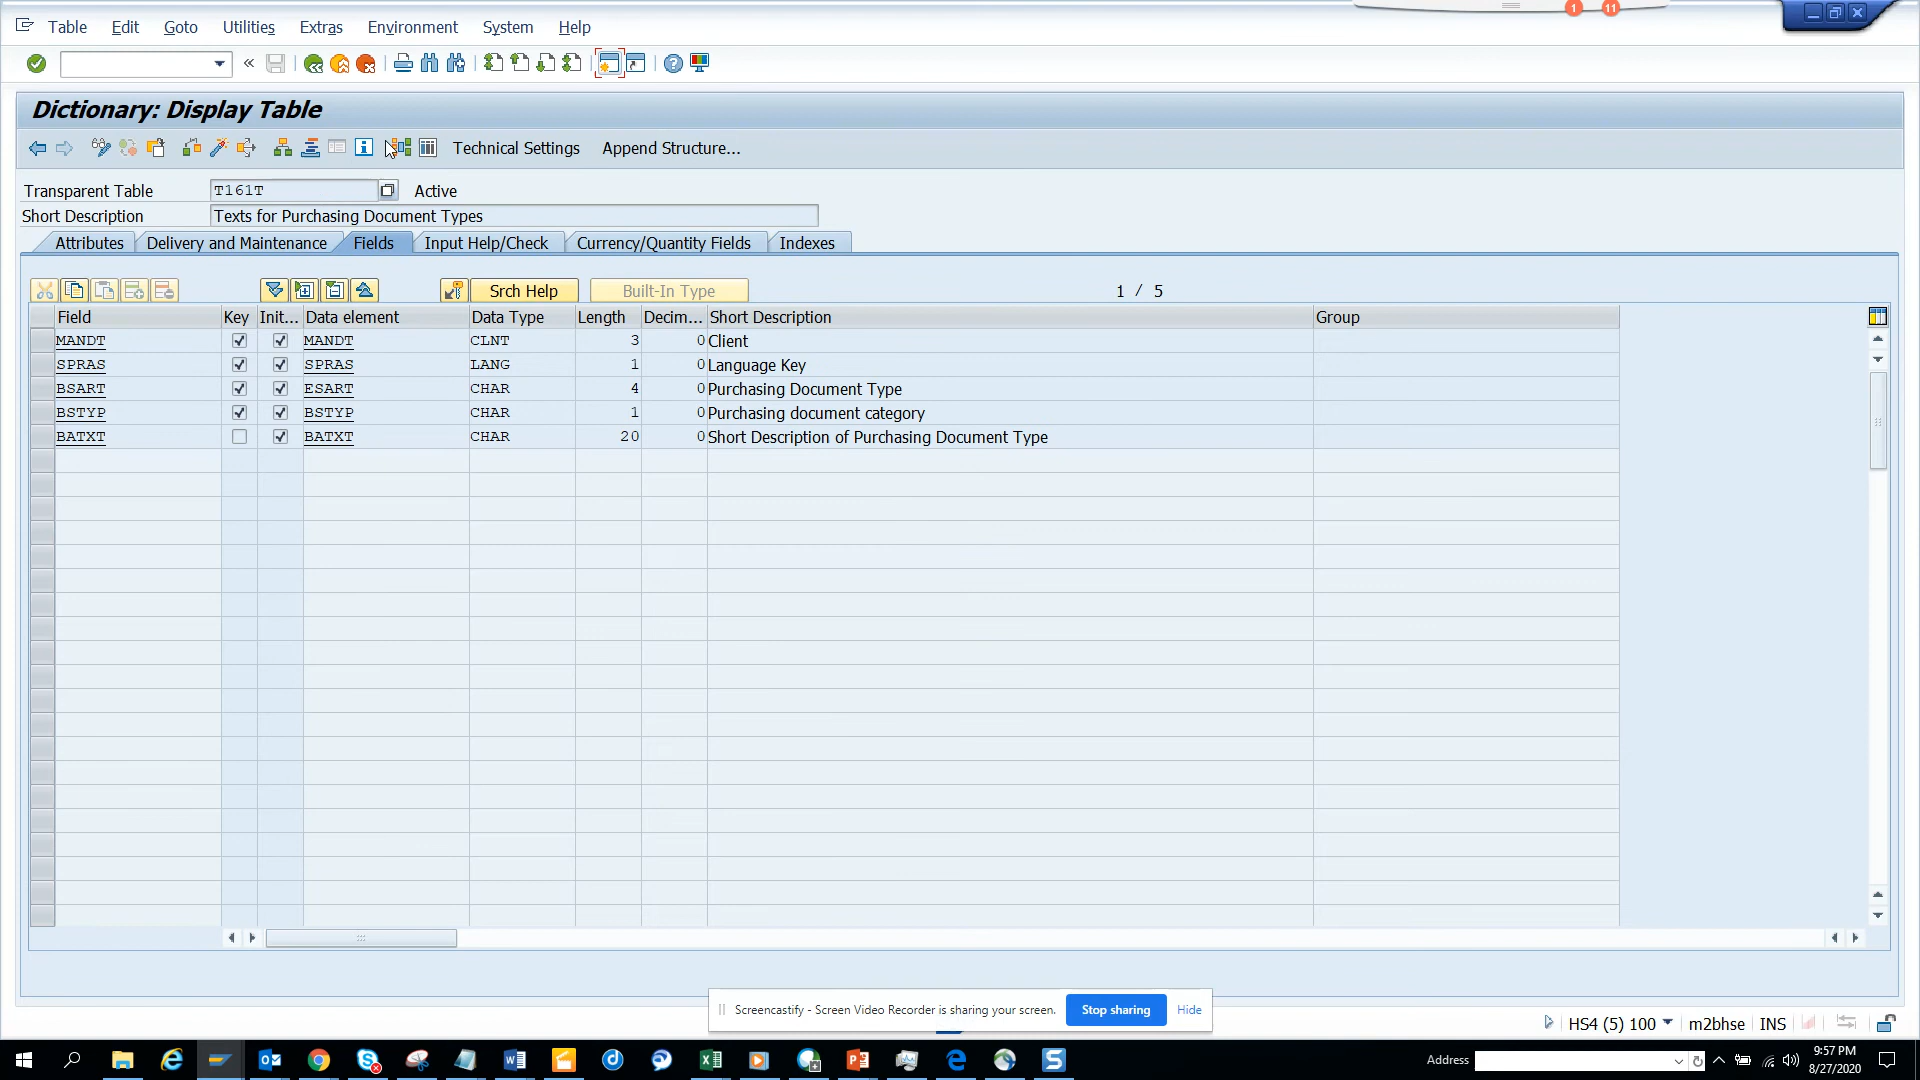 Table Edit Goto Utilities Extras Environment System Help
1 11
«
Dictionary: Display Table
Technical Settings Append Structure...
Transparent Table T161T Active
Short Description Texts for Purchasing Document Types
Attributes Delivery and Maintenance Fields Input Help/Check Currency/Quantity Fields Indexes
Srch Help Built-In Type 1 / 5
Field Key Init... Data element Data Type Length Decim... Short Description Group
MANDT MANDT CLNT 3 0 Client
SPRAS SPRAS LANG 1 0 Language Key
BSART ESART CHAR 4 0 Purchasing Document Type
BSTYP BSTYP CHAR 1 0 Purchasing document category
BATXT BATXT CHAR 20 0 Short Description of Purchasing Document Type
Screencastify - Screen Video Recorder is sharing your screen. Stop sharing Hide
HS4 (5) 100 m2bhse INS
Address
9:57 PM
8/27/2020